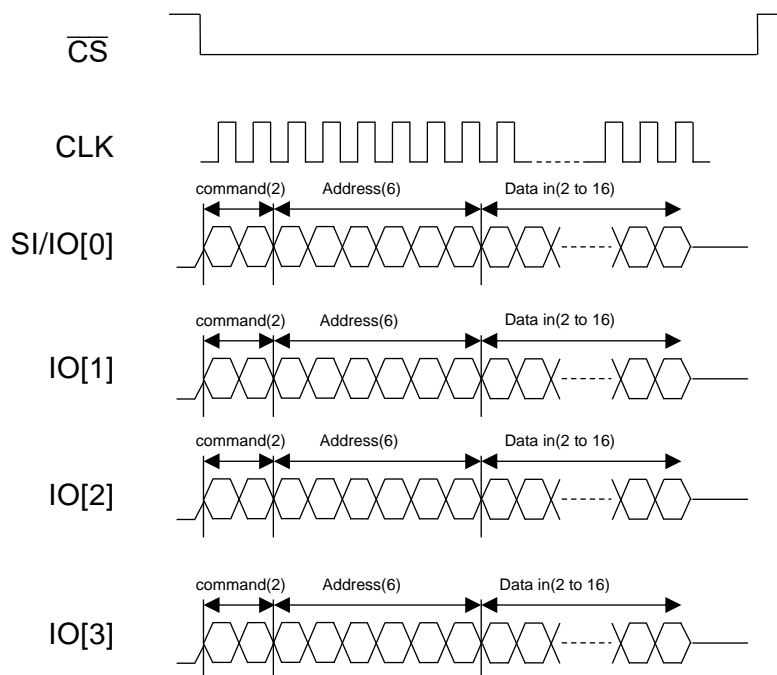 C̅S̅
CLK
command(2) Address(6) Data in(2 to 16)
SI/IO[0]
command(2) Address(6) Data in(2 to 16)
IO[1]
command(2) Address(6) Data in(2 to 16)
IO[2]
command(2) Address(6) Data in(2 to 16)
IO[3]